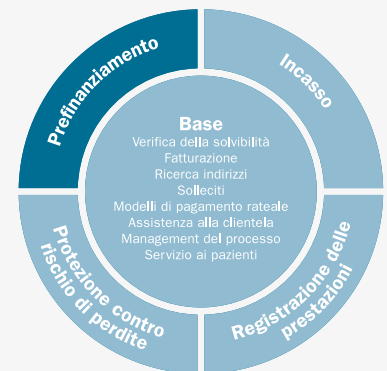 Prefinanziamento
Incasso
Base
Verifica della solvibilità
Fatturazione
Ricerca indirizzi
Solleciti
Modelli di pagamento rateale
Assistenza alla clientela
Management del processo
Servizio ai pazienti
Protezione contro
rischio di perdite
Registrazione delle
prestazioni